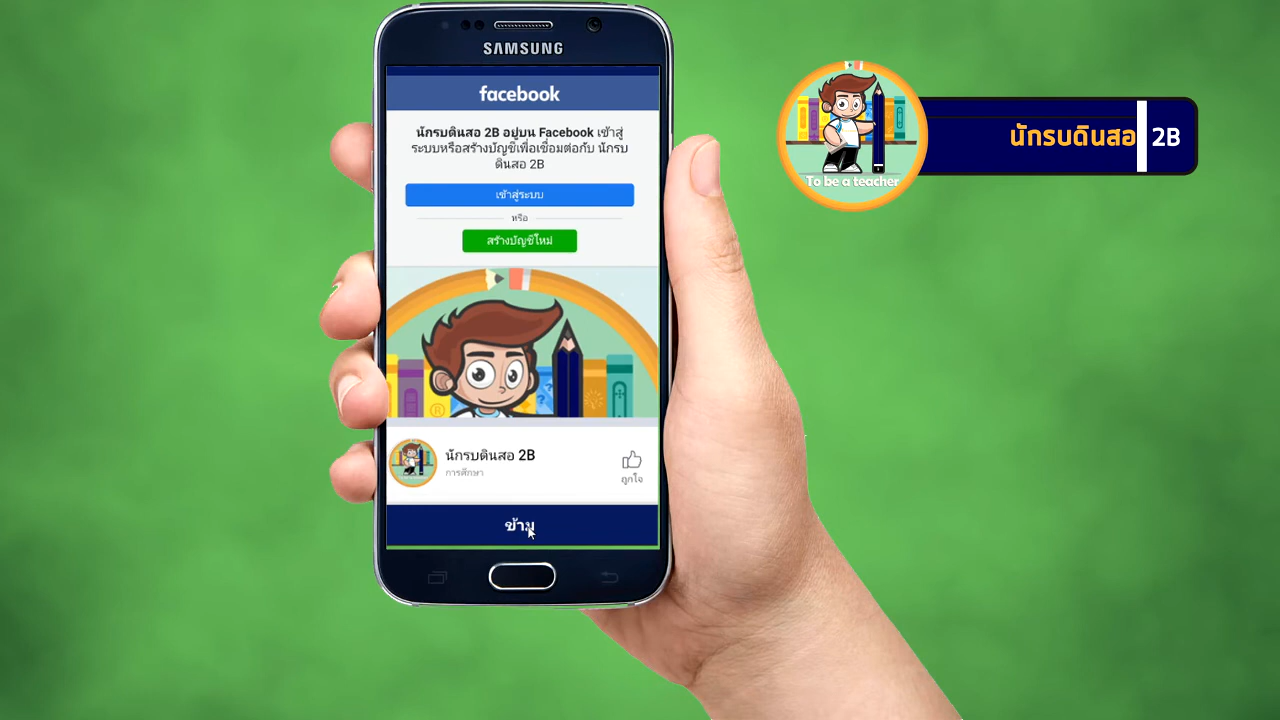 SAMSUNG
facebook
นักรบดินสอ 2B อยู่บน Facebook เข้าสู่
ระบบหรือสร้างบัญชีเพื่อเชื่อมต่อกับ นักรบ
ดินสอ 2B
เข้าสู่ระบบ
หรือ
สร้างบัญชีใหม่
นักรบดินสอ 2B
การศึกษา
ถูกใจ
ข้าม
To be a teacher
นักรบดินสอ 2B